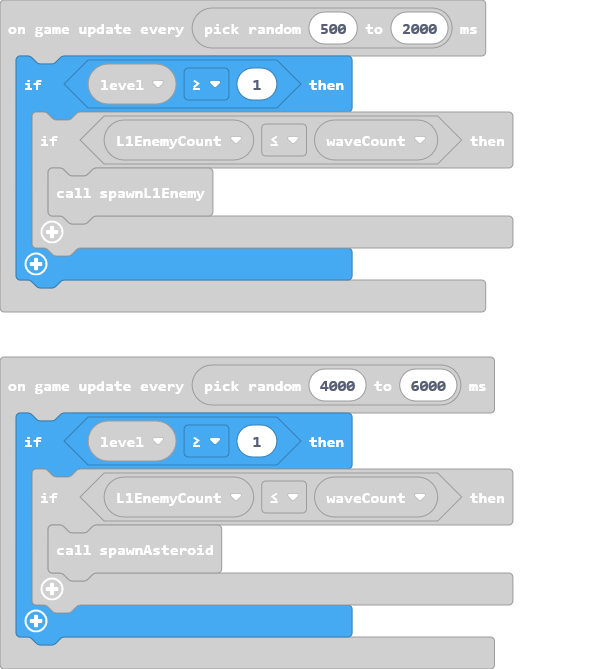 on game update every pick random 500 to 2000 ms
if level ≥ 1 then
if L1EnemyCount ≤ waveCount then
call spawnL1Enemy
on game update every pick random 4000 to 6000 ms
if level ≥ 1 then
if L1EnemyCount ≤ waveCount then
call spawnAsteroid